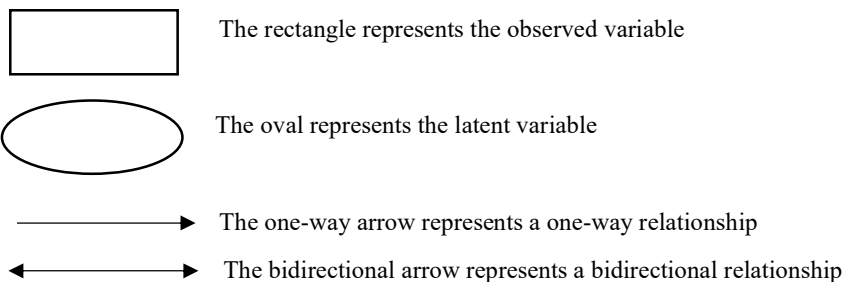 The rectangle represents the observed variable
The oval represents the latent variable
The one-way arrow represents a one-way relationship
The bidirectional arrow represents a bidirectional relationship